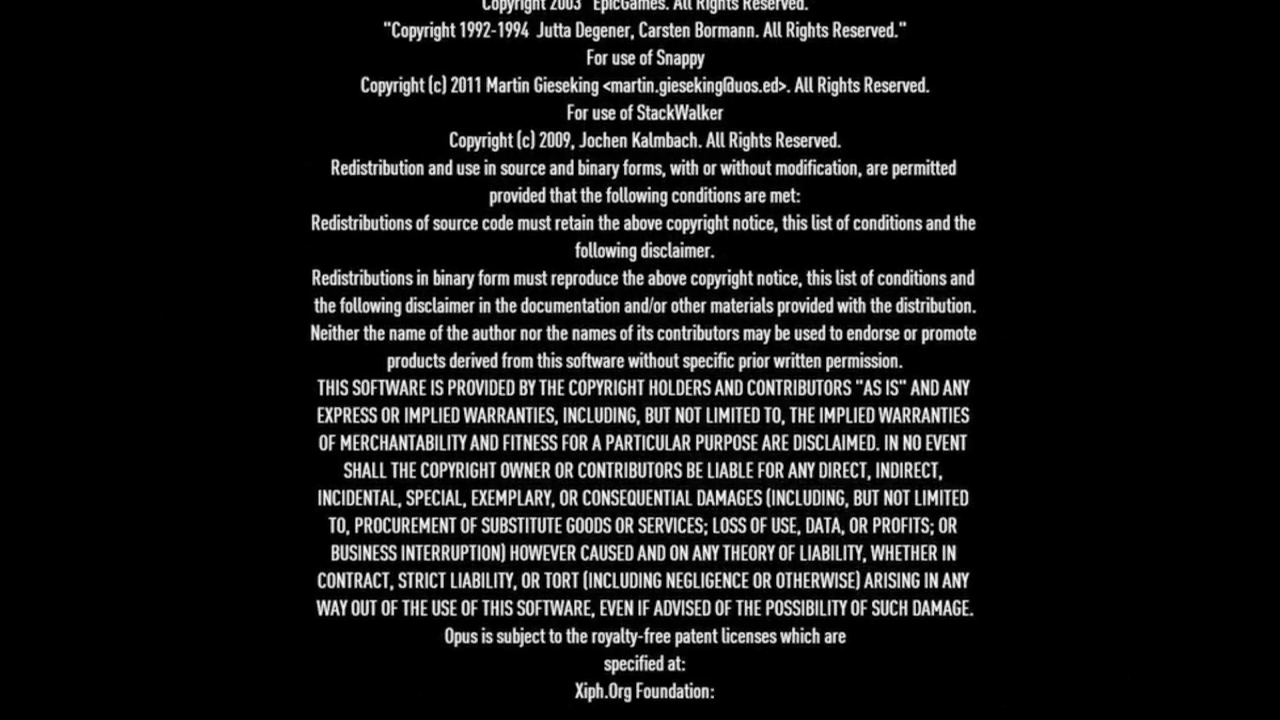 Copyright 2003 EpicGames. All Rights Reserved.
"Copyright 1992-1994 Jutta Degener, Carsten Bormann. All Rights Reserved."
For use of Snappy
Copyright (c) 2011 Martin Gieseking <martin.gieseking@uos.ed>. All Rights Reserved.
For use of StackWalker
Copyright (c) 2009, Jochen Kalmbach. All Rights Reserved.
Redistribution and use in source and binary forms, with or without modification, are permitted
provided that the following conditions are met:
Redistributions of source code must retain the above copyright notice, this list of conditions and the
following disclaimer.
Redistributions in binary form must reproduce the above copyright notice, this list of conditions and
the following disclaimer in the documentation and/or other materials provided with the distribution.
Neither the name of the author nor the names of its contributors may be used to endorse or promote
products derived from this software without specific prior written permission.
THIS SOFTWARE IS PROVIDED BY THE COPYRIGHT HOLDERS AND CONTRIBUTORS "AS IS" AND ANY
EXPRESS OR IMPLIED WARRANTIES, INCLUDING, BUT NOT LIMITED TO, THE IMPLIED WARRANTIES
OF MERCHANTABILITY AND FITNESS FOR A PARTICULAR PURPOSE ARE DISCLAIMED. IN NO EVENT
SHALL THE COPYRIGHT OWNER OR CONTRIBUTORS BE LIABLE FOR ANY DIRECT, INDIRECT,
INCIDENTAL, SPECIAL, EXEMPLARY, OR CONSEQUENTIAL DAMAGES (INCLUDING, BUT NOT LIMITED
TO, PROCUREMENT OF SUBSTITUTE GOODS OR SERVICES; LOSS OF USE, DATA, OR PROFITS; OR
BUSINESS INTERRUPTION) HOWEVER CAUSED AND ON ANY THEORY OF LIABILITY, WHETHER IN
CONTRACT, STRICT LIABILITY, OR TORT (INCLUDING NEGLIGENCE OR OTHERWISE) ARISING IN ANY
WAY OUT OF THE USE OF THIS SOFTWARE, EVEN IF ADVISED OF THE POSSIBILITY OF SUCH DAMAGE.
Opus is subject to the royalty-free patent licenses which are
specified at:
Xiph.Org Foundation: